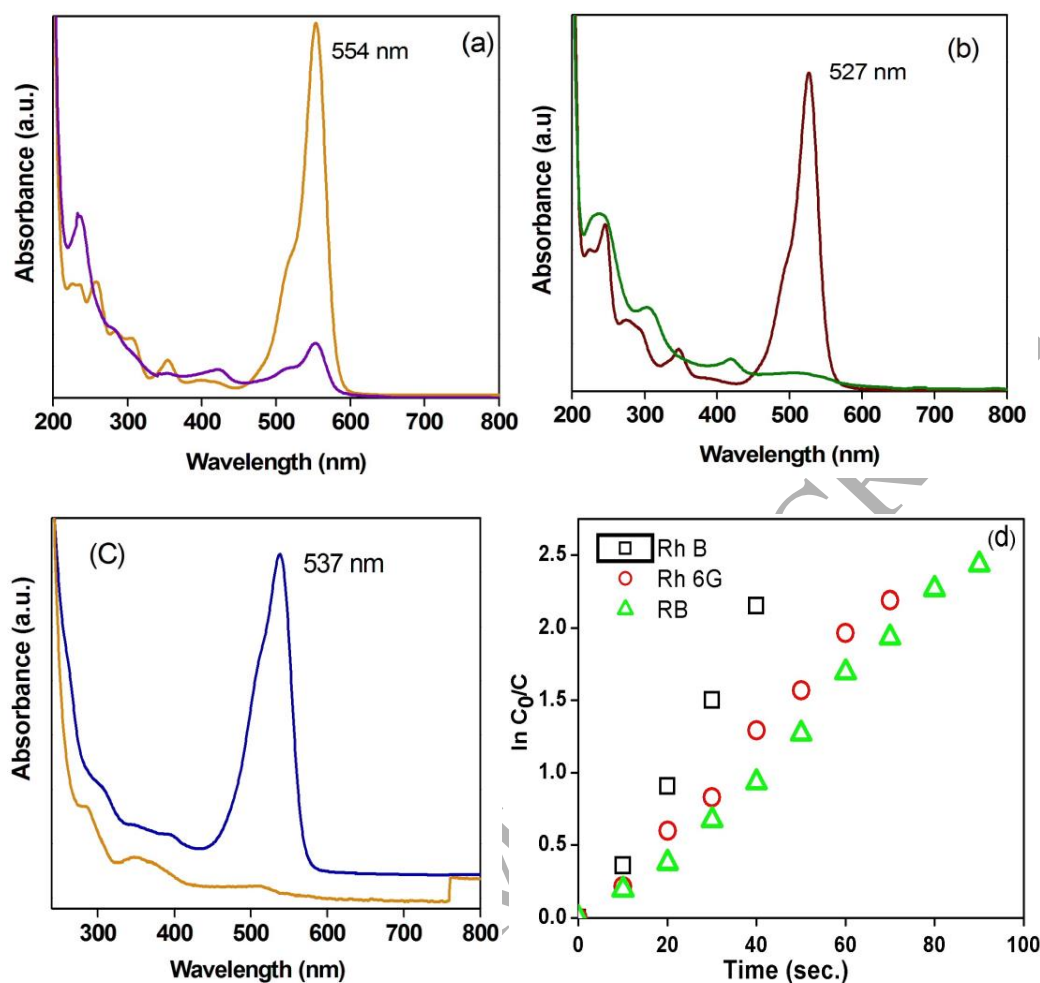 (a)
554 nm
Absorbance (a.u.)
200 300 400 500 600 700 800
Wavelength (nm)
(b)
527 nm
Absorbance (a.u)
200 300 400 500 600 700 800
Wavelength (nm)
(C)
537 nm
Absorbance (a.u.)
300 400 500 600 700 800
Wavelength (nm)
(d)
Rh B
Rh 6G
RB
ln C0/C
2.5
2.0
1.5
1.0
0.5
0.0
0 20 40 60 80 100
Time (sec.)